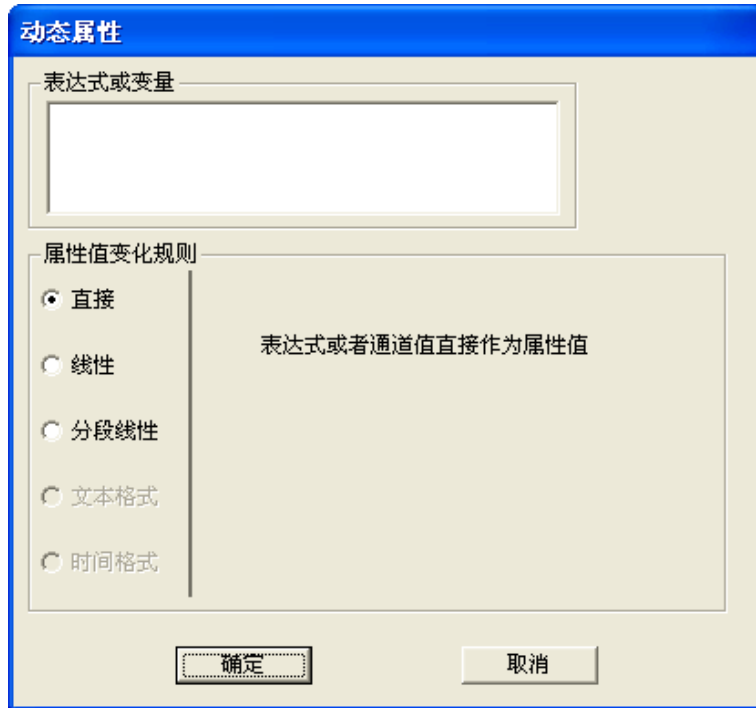 动态属性
表达式或变量
属性值变化规则
直接
表达式或者通道值直接作为属性值
线性
分段线性
文本格式
时间格式
确定
取消